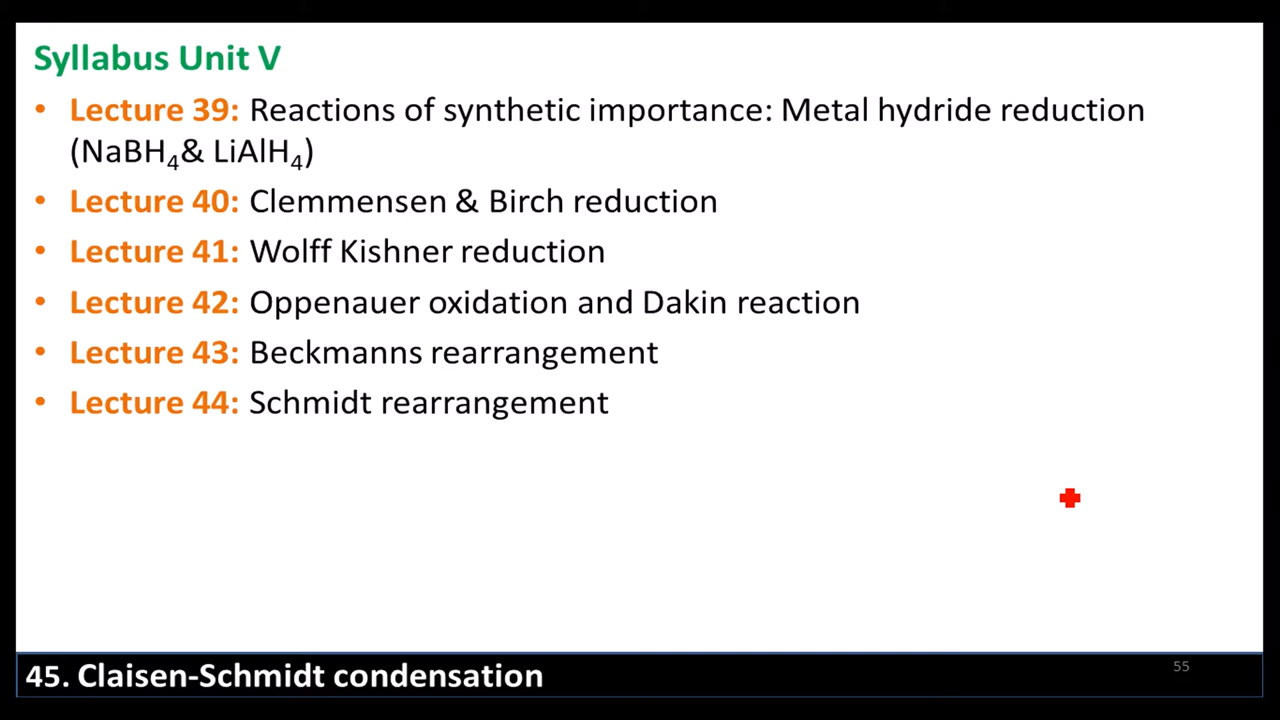 Syllabus Unit V
• Lecture 39: Reactions of synthetic importance: Metal hydride reduction
(NaBH₄& LiAlH₄)
• Lecture 40: Clemmensen & Birch reduction
• Lecture 41: Wolff Kishner reduction
• Lecture 42: Oppenauer oxidation and Dakin reaction
• Lecture 43: Beckmanns rearrangement
• Lecture 44: Schmidt rearrangement
45. Claisen-Schmidt condensation
55